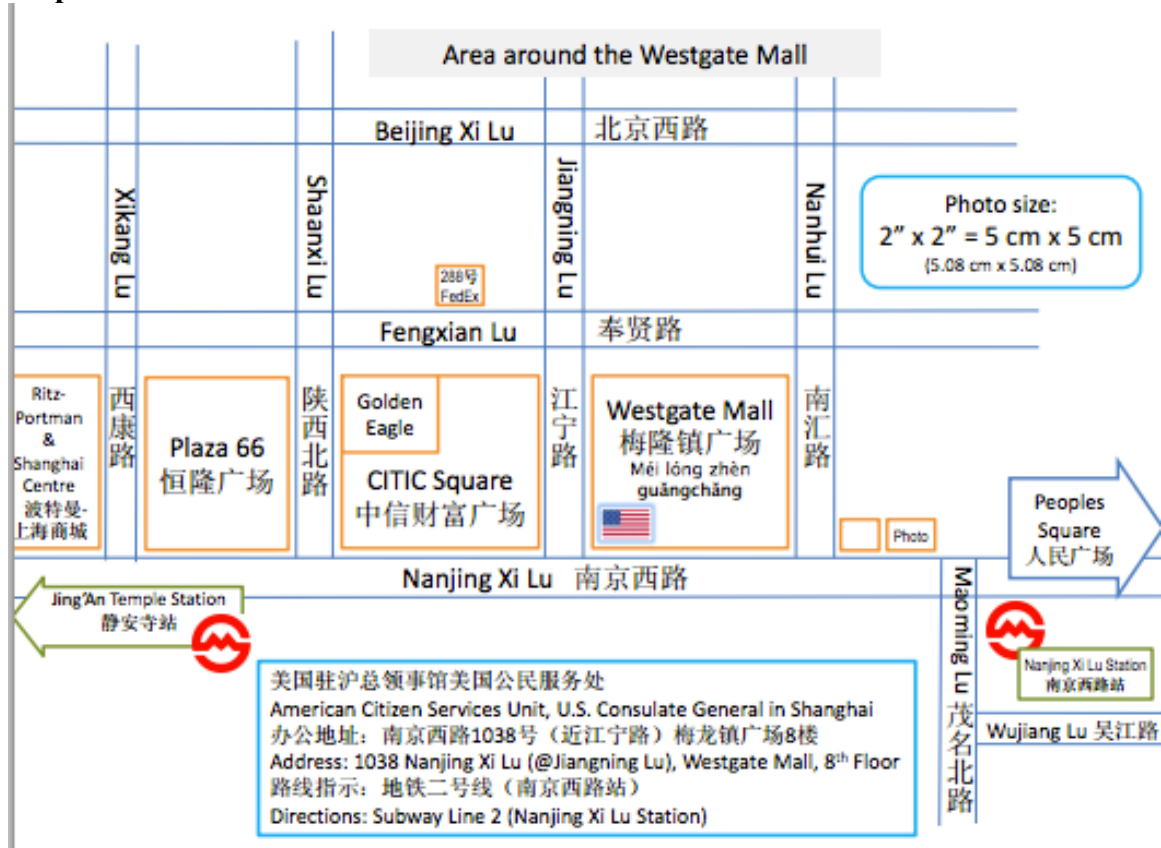 Area around the Westgate Mall
Beijing Xi Lu 北京西路
Xikang Lu
Shaanxi Lu
Jiangning Lu
Nanhui Lu
Photo size:
2” x 2” = 5 cm x 5 cm
(5.08 cm x 5.08 cm)
288号
FedEx
Fengxian Lu 奉贤路
Ritz-
Portman
&
Shanghai
Centre
波特曼-
上海商城
西康路
Plaza 66
恒隆广场
陕西北路
Golden
Eagle
CITIC Square
中信财富广场
江宁路
Westgate Mall
梅隆镇广场
Méi lóng zhèn
guǎngchǎng
南汇路
Photo
Peoples
Square
人民广场
Nanjing Xi Lu 南京西路
Jing’An Temple Station
静安寺站
Maoming Lu 茂名北路
Nanjing Xi Lu Station
南京西路站
Wujiang Lu 吴江路
美国驻沪总领事馆美国公民服务处
American Citizen Services Unit, U.S. Consulate General in Shanghai
办公地址：南京西路1038号（近江宁路）梅龙镇广场8楼
Address: 1038 Nanjing Xi Lu (@Jiangning Lu), Westgate Mall, 8th Floor
路线指示：地铁二号线（南京西路站）
Directions: Subway Line 2 (Nanjing Xi Lu Station)